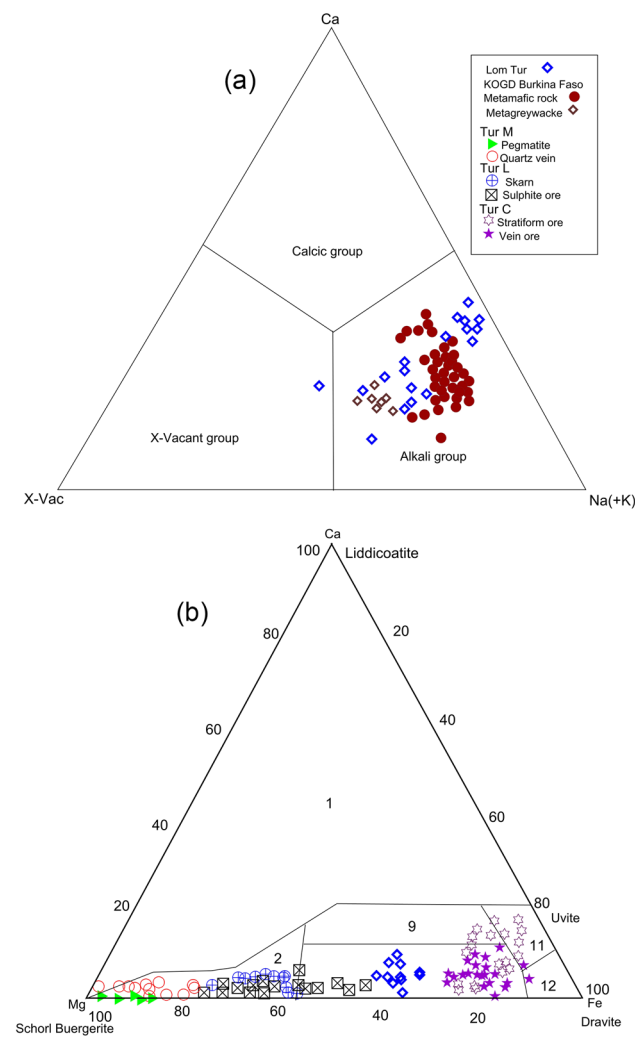 Ca
(a)
Lom Tur
KOGD Burkina Faso
Metamafic rock
Metagreywacke
Tur M
Pegmatite
Quartz vein
Tur L
Skarn
Sulphite ore
Tur C
Stratiform ore
Vein ore
Calcic group
X-Vacant group
Alkali group
X-Vac
Na(+K)
Ca
100
Liddicoatite
(b)
80
20
60
40
1
40
60
20
80
Uvite
9
11
2
12
Mg
100
80
60
40
20
100
Fe
Schorl Buergerite
Dravite